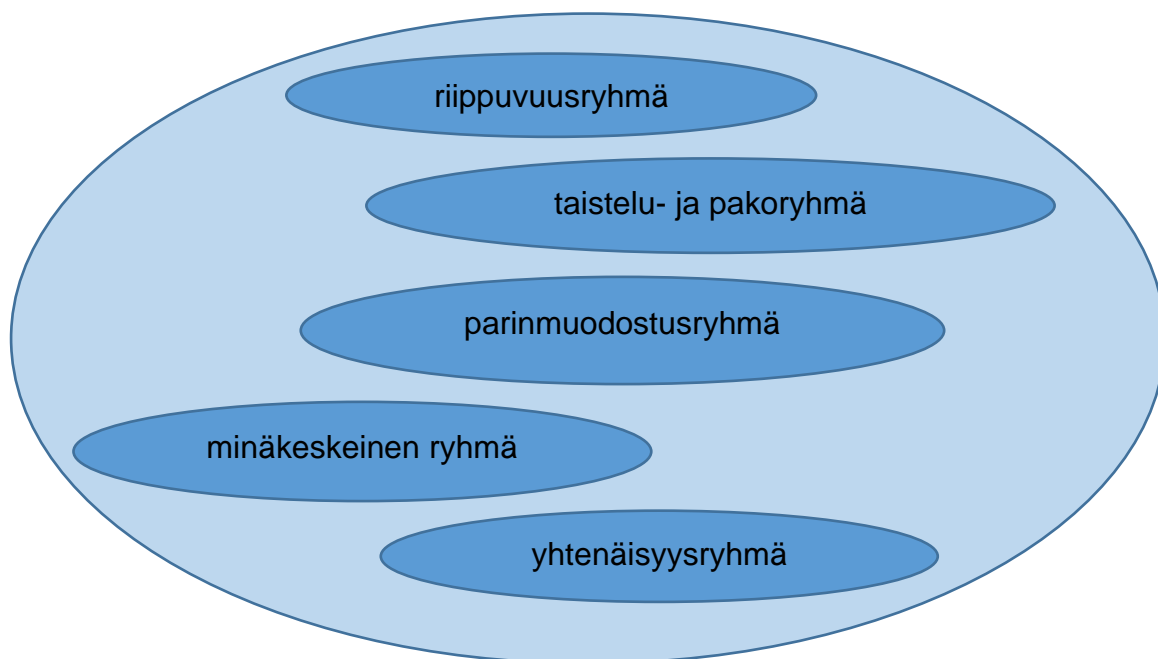 riippuvuusryhmä
taistelu- ja pakoryhmä
parinmuodostusryhmä
minäkeskeinen ryhmä
yhtenäisyysryhmä